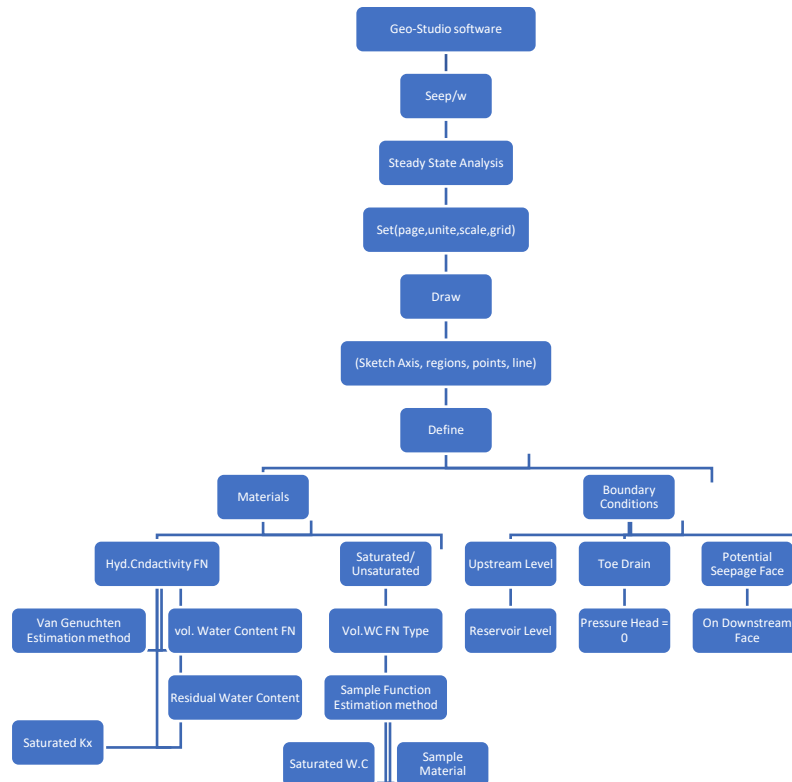 Geo-Studio software
Seep/w
Steady State Analysis
Set(page,unite,scale,grid)
Draw
(Sketch Axis, regions, points, line)
Define
Materials
Boundary
Conditions
Hyd.Cndactivity FN
Saturated/
Unsaturated
Upstream Level
Toe Drain
Potential
Seepage Face
Van Genuchten
Estimation method
vol. Water Content FN
Vol.WC FN Type
Reservoir Level
Pressure Head =
0
On Downstream
Face
Residual Water Content
Sample Function
Estimation method
Saturated Kx
Saturated W.C
Sample
Material